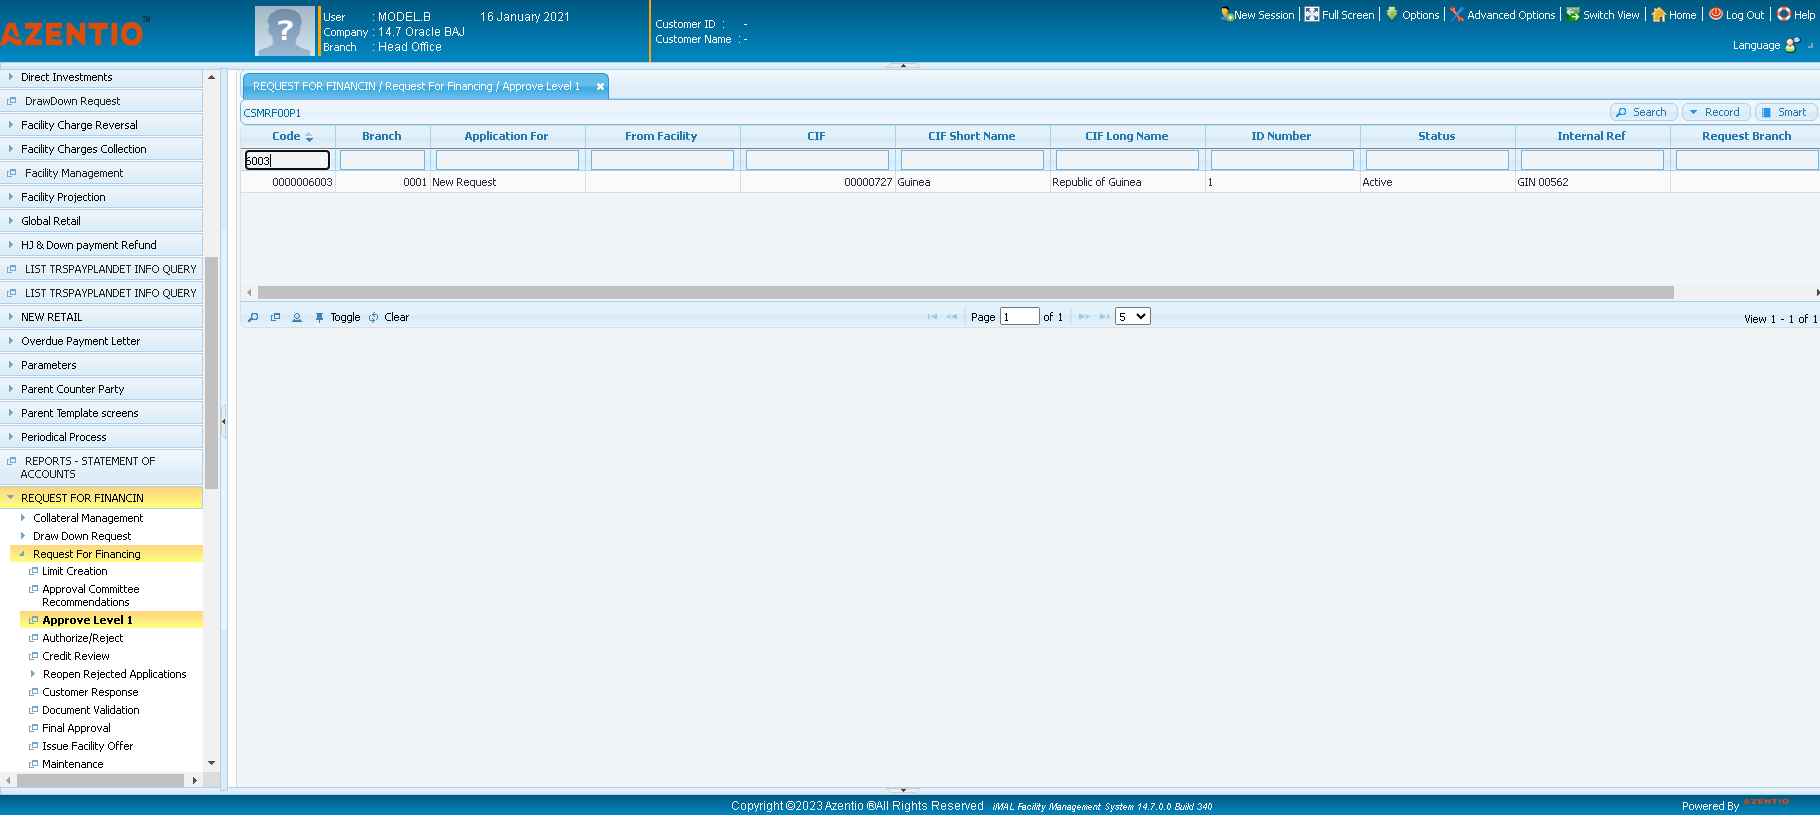 AZENTIO™
User : MODEL.B 16 January 2021
Company : 14.7 Oracle BAJ
Branch : Head Office
Customer ID : -
Customer Name : -
New Session | Full Screen | Options | Advanced Options | Switch View | Home | Log Out | Help
Language
Direct Investments
DrawDown Request
Facility Charge Reversal
Facility Charges Collection
Facility Management
Facility Projection
Global Retail
HJ & Down payment Refund
LIST TRSPAYPLANDET INFO QUERY
LIST TRSPAYPLANDET INFO QUERY
NEW RETAIL
Overdue Payment Letter
Parameters
Parent Counter Party
Parent Template screens
Periodical Process
REPORTS - STATEMENT OF
ACCOUNTS
REQUEST FOR FINANCIN
Collateral Management
Draw Down Request
Request For Financing
Limit Creation
Approval Committee
Recommendations
Approve Level 1
Authorize/Reject
Credit Review
Reopen Rejected Applications
Customer Response
Document Validation
Final Approval
Issue Facility Offer
Maintenance
REQUEST FOR FINANCIN / Request For Financing / Approve Level 1
CSMRF00P1
Search Record Smart
Code Branch Application For From Facility CIF CIF Short Name CIF Long Name ID Number Status Internal Ref Request Branch
6003
0000006003 0001 New Request 00000727 Guinea Republic of Guinea 1 Active GIN 00562
Toggle Clear Page 1 of 1 5 View 1 - 1 of 1
Copyright ©2023 Azentio ®All Rights Reserved iMAL Facility Management System 14.7.0.0 Build 340
Powered By AZENTIO